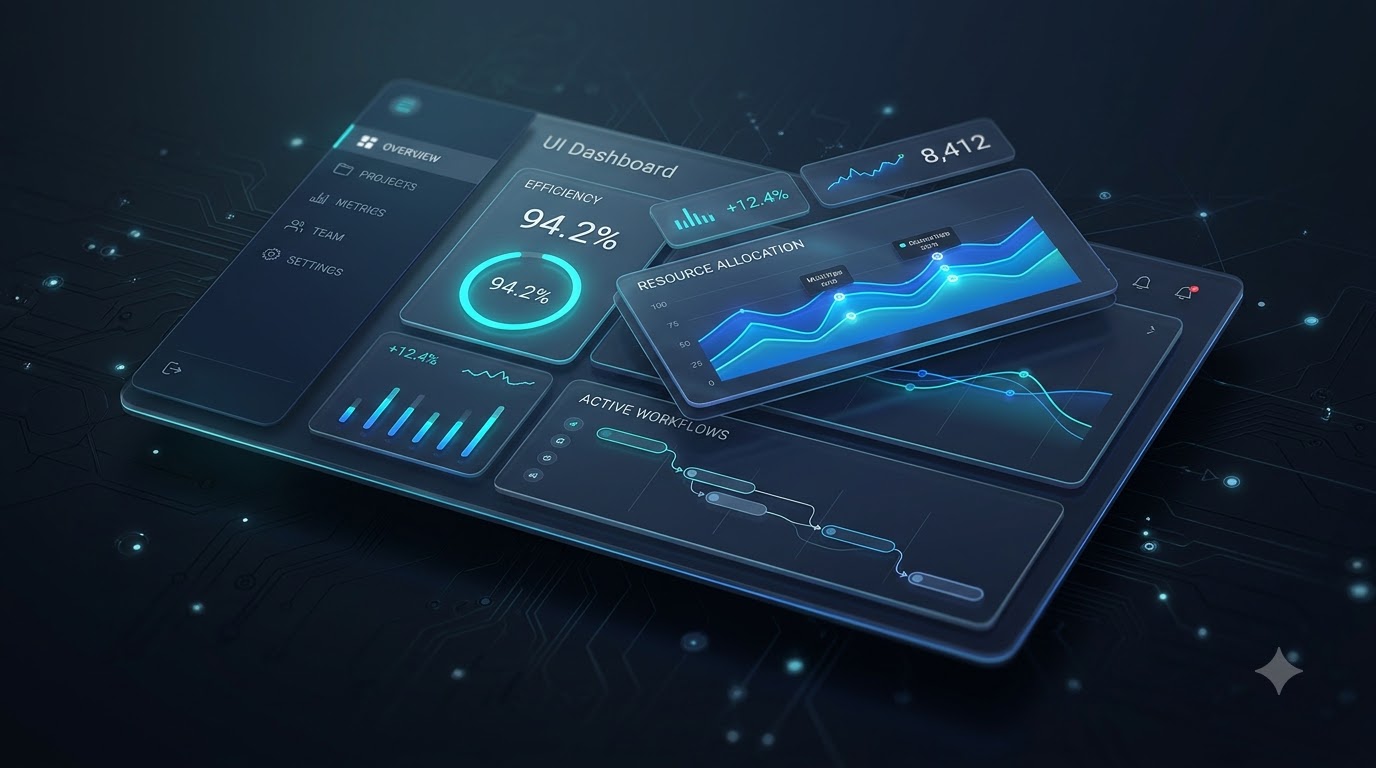 OVERVIEW
PROJECTS
METRICS
TEAM
SETTINGS
UI Dashboard
EFFICIENCY
94.2%
94.2%
+12.4%
+12.4%
8,412
RESOURCE ALLOCATION
100
75
50
25
0
ACTIVE WORKFLOWS